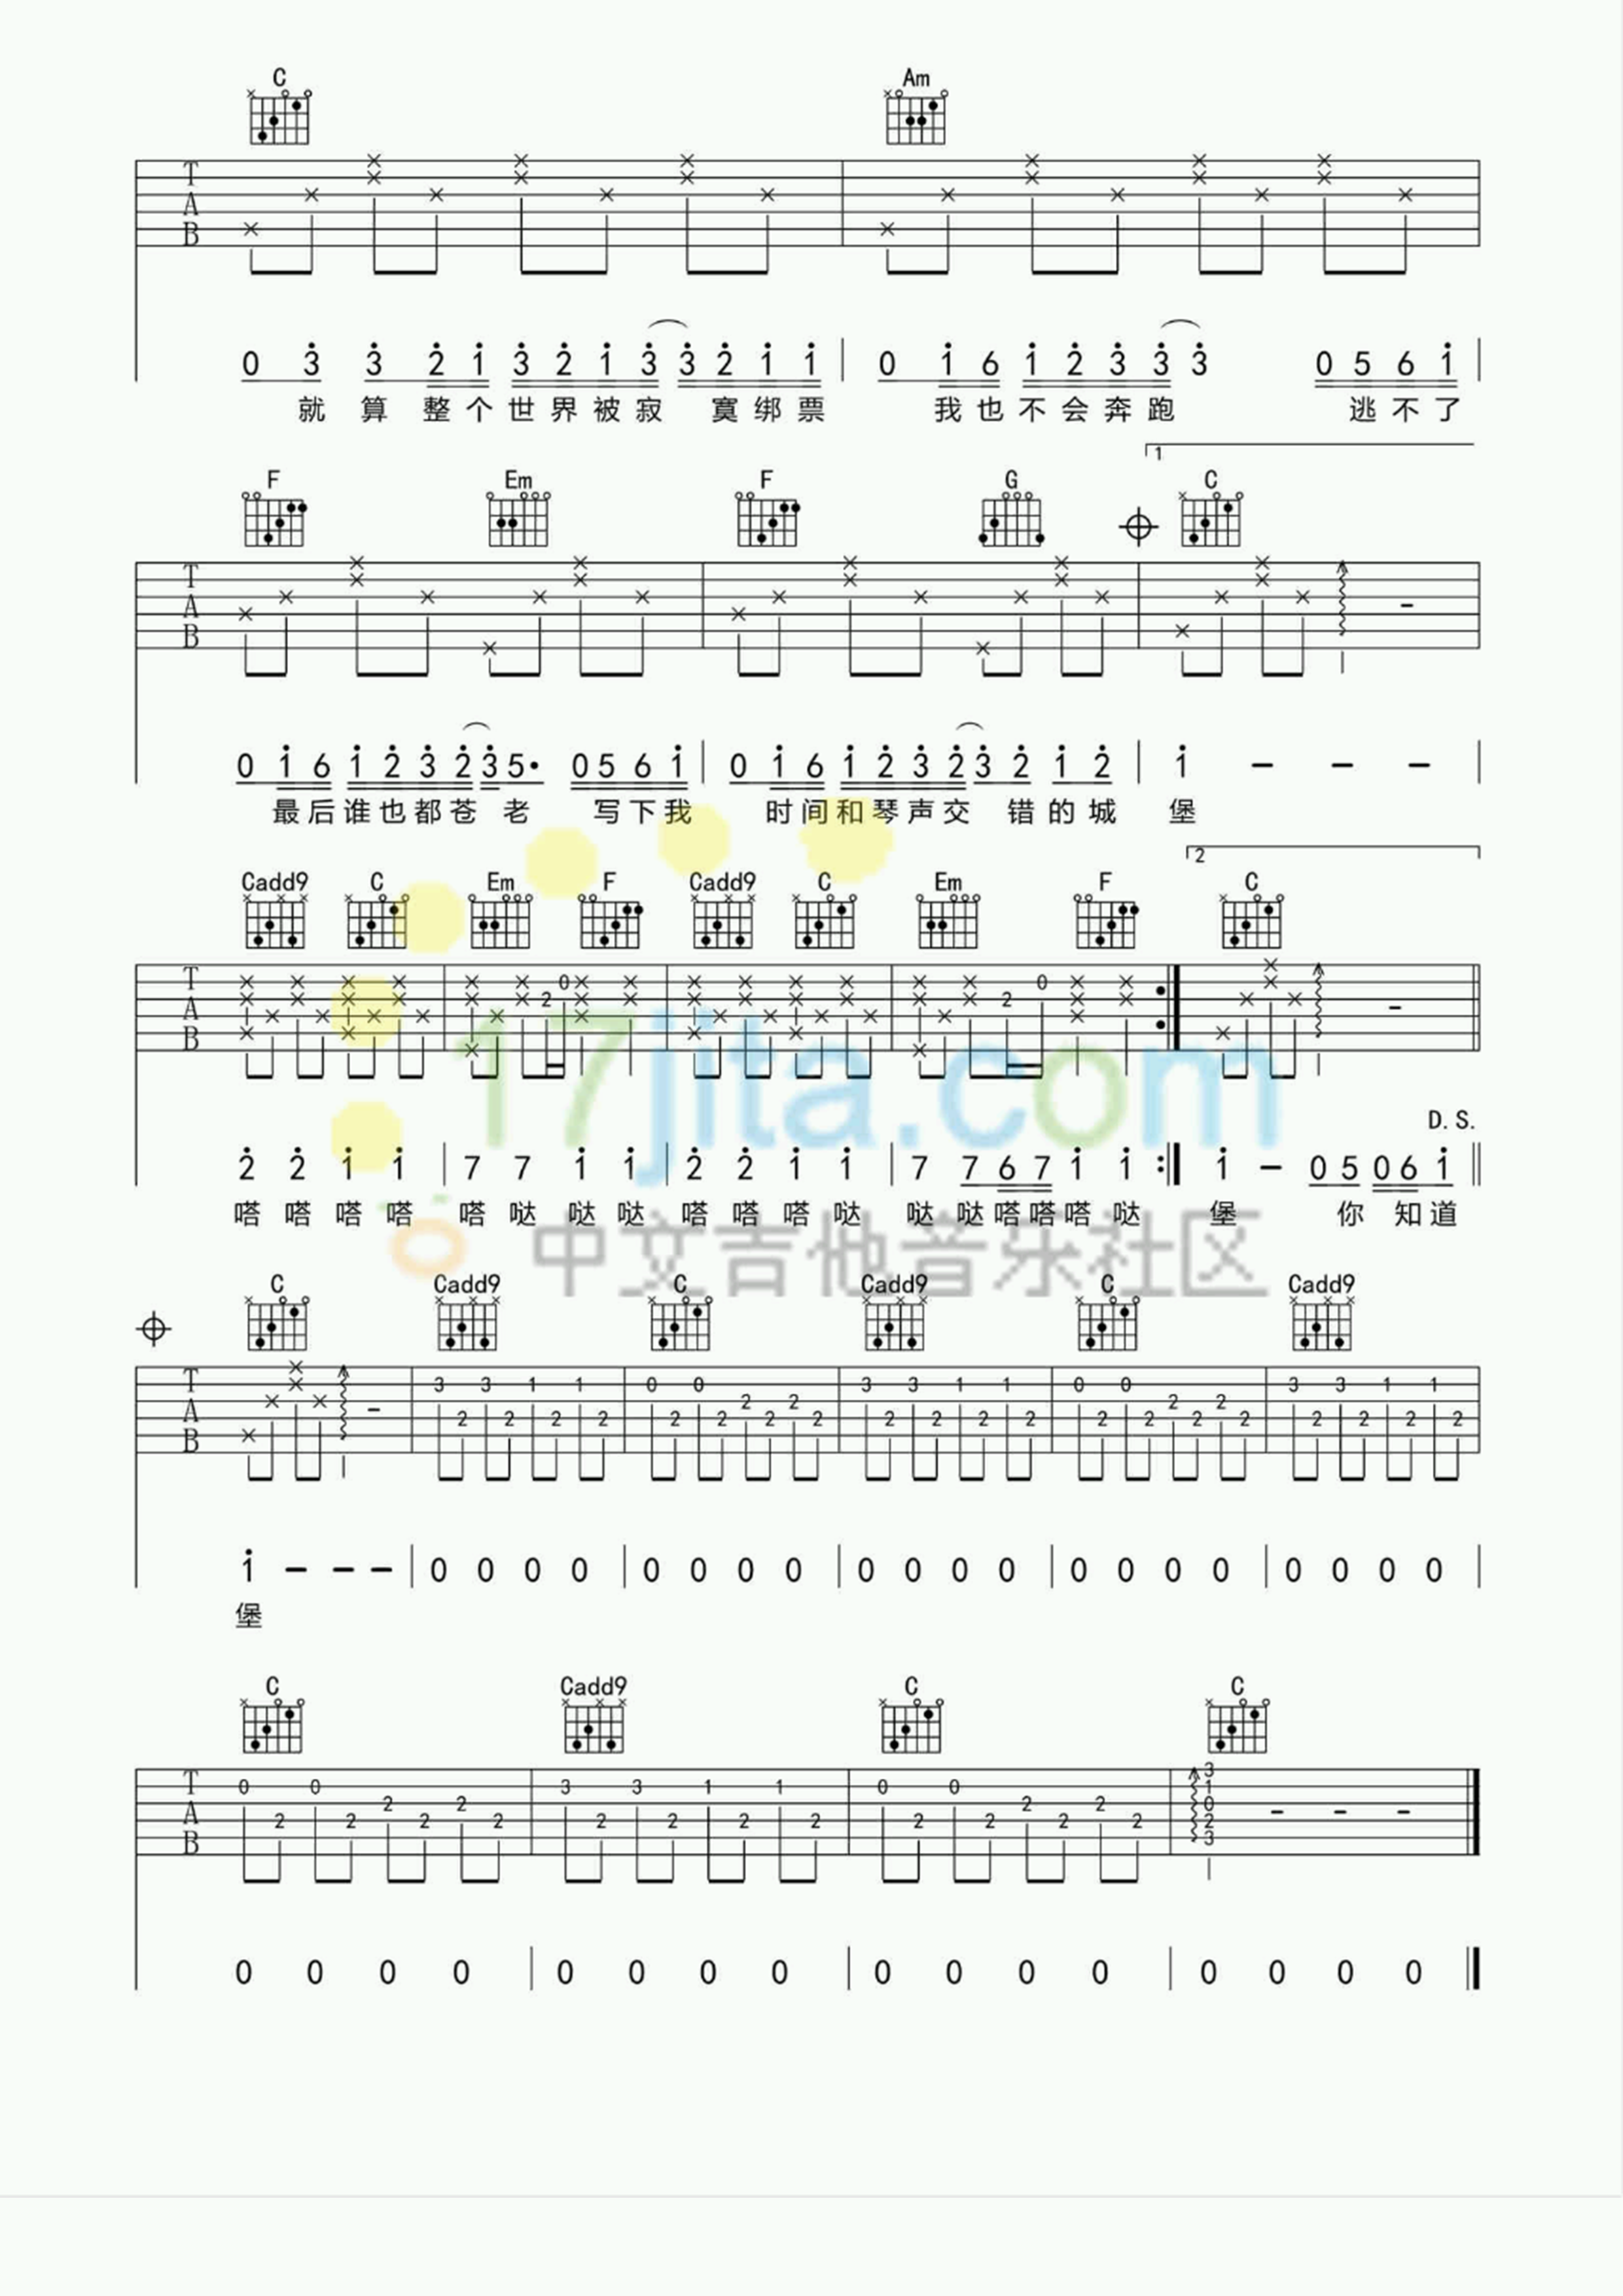 C Am
T
A
B
0 3 3 2 1 3 2 1 3 3 2 1 1 | 0 1 6 1 2 3 3 3 0 5 6 1 |
就 算 整 个 世 界 被 寂 寞 绑 票 我 也 不 会 奔 跑 逃 不 了
1
F Em F G C
T
A
B
0 1 6 1 2 3 2 3 5· 0 5 6 1 | 0 1 6 1 2 3 2 3 2 1 2 | 1 - - - |
最 后 谁 也 都 苍 老 写 下 我 时 间 和 琴 声 交 错 的 城 堡
2
Cadd9 C Em F Cadd9 C Em F C
T
A
B
2 0 2 0
17jita.com
D.S.
2 2 1 1 | 7 7 1 1 | 2 2 1 1 | 7 7 6 7 1 1 :| 1 - 0 5 0 6 1 ||
嗒 嗒 嗒 嗒 嗒 哒 哒 哒 嗒 嗒 嗒 哒 哒 哒 嗒 嗒 嗒 哒 堡 你 知 道
中文吉他音乐社区
C Cadd9 C Cadd9 C Cadd9
T
A
B
3 2 3 2 1 2 1 2 0 2 0 2 2 2 2 2 3 2 3 2 1 2 1 2 0 2 0 2 2 2 2 2 3 2 3 2 1 2 1 2
1 - - - | 0 0 0 0 | 0 0 0 0 | 0 0 0 0 | 0 0 0 0 | 0 0 0 0 |
堡
C Cadd9 C C
T
A
B
0 2 0 2 2 2 2 2 3 2 3 2 1 2 1 2 0 2 0 2 2 2 2 2 3 1 0 2 3 - - -
0 0 0 0 | 0 0 0 0 | 0 0 0 0 | 0 0 0 0